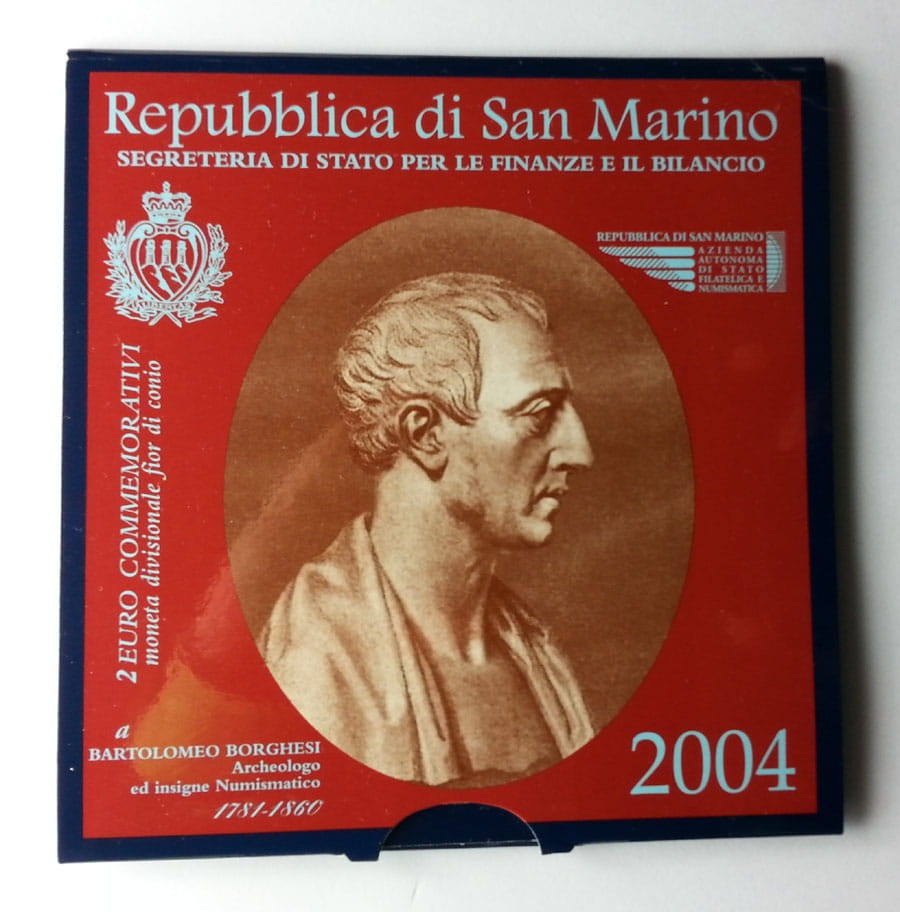 Repubblica di San Marino
SEGRETERIA DI STATO PER LE FINANZE E IL BILANCIO
LIBERTAS
REPUBBLICA DI SAN MARINO
AZIENDA
AUTONOMA
DI STATO
FILATELICA E
NUMISMATICA
2 EURO COMMEMORATIVI
moneta divisionale fior di conio
a
BARTOLOMEO BORGHESI
Archeologo
ed insigne Numismatico
1781-1860
2004